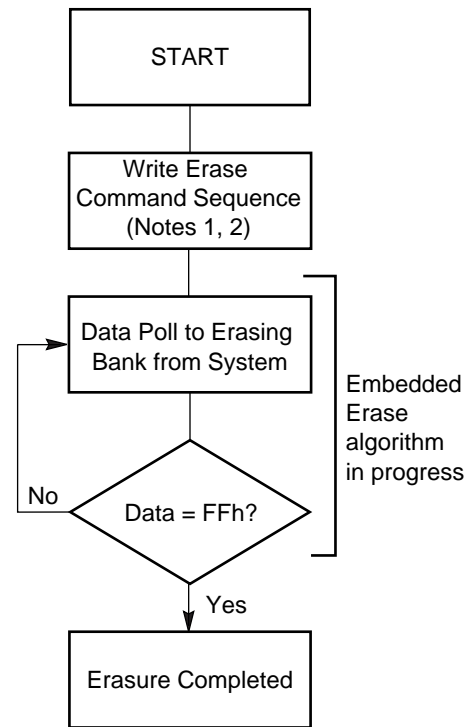 START
Write Erase
Command Sequence
(Notes 1, 2)
Data Poll to Erasing
Bank from System
Embedded
Erase
algorithm
in progress
No
Data = FFh?
Yes
Erasure Completed